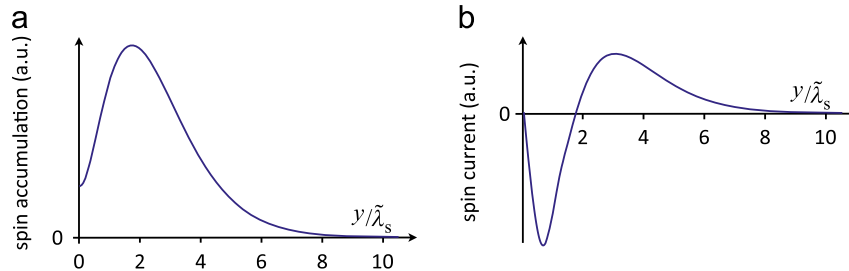 a
spin accumulation (a.u.)
0
y/λ̃s
0 2 4 6 8 10
b
spin current (a.u.)
0
y/λ̃s
2 4 6 8 10